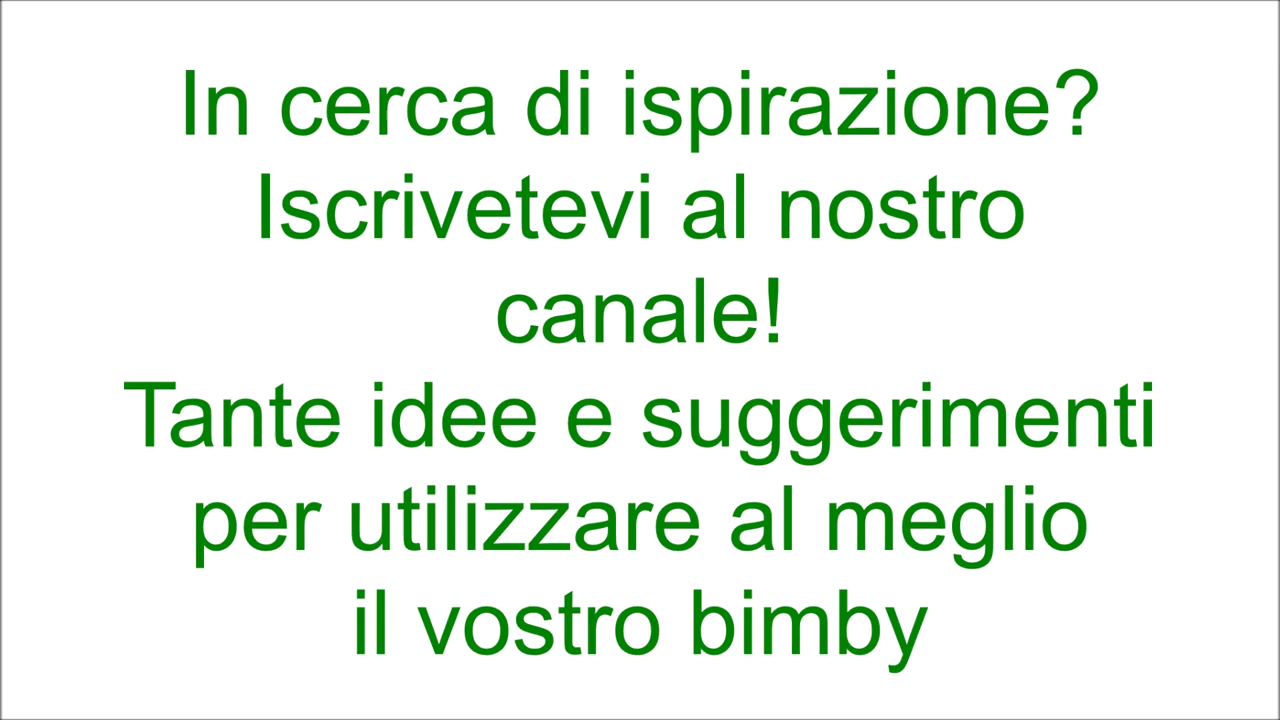 In cerca di ispirazione?
Iscrivetevi al nostro
canale!
Tante idee e suggerimenti
per utilizzare al meglio
il vostro bimby